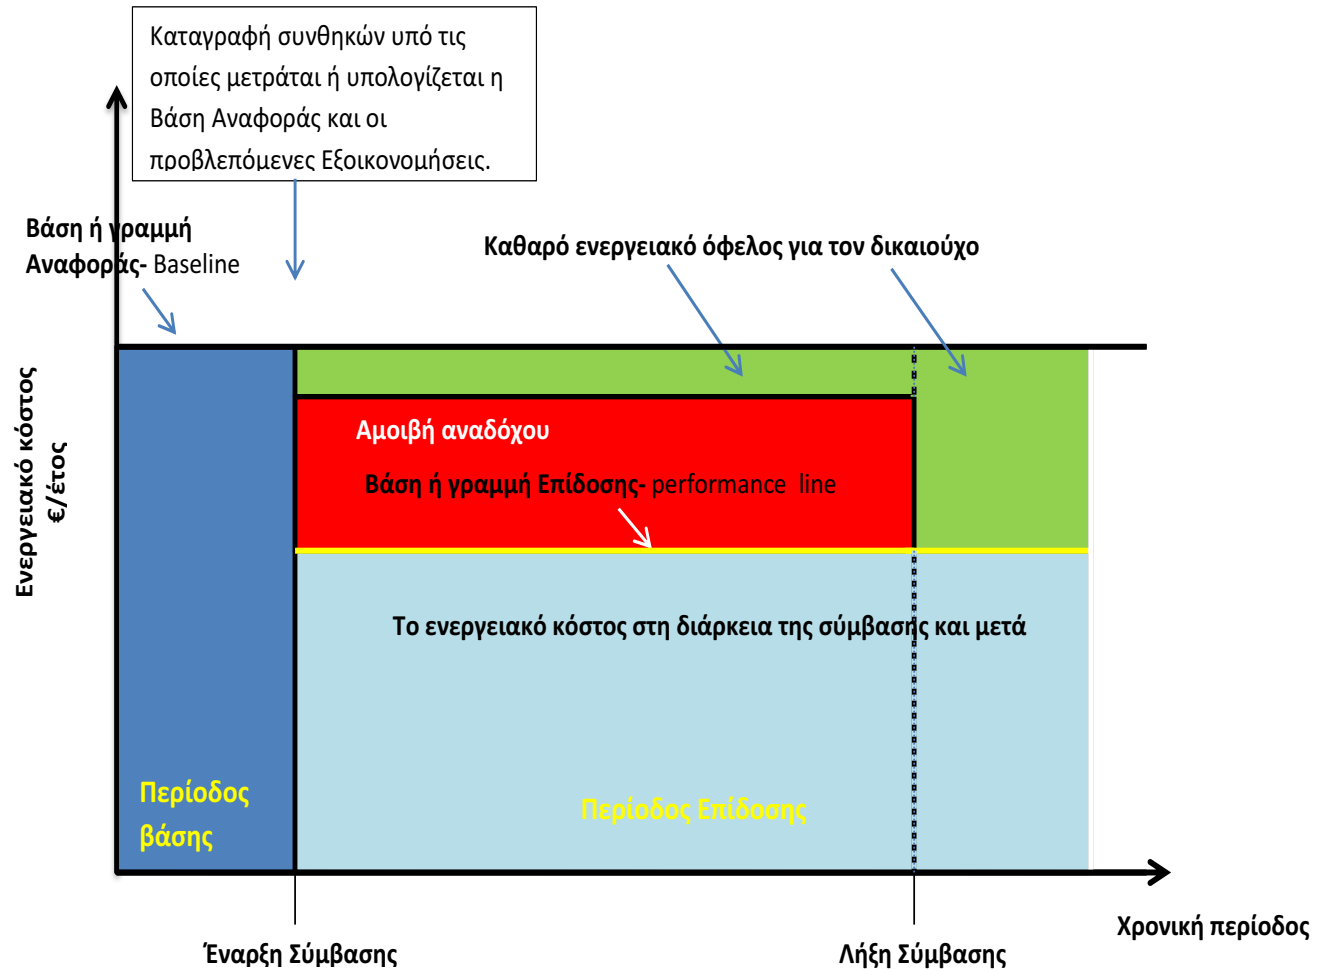 Καταγραφή συνθηκών υπό τις
οποίες μετράται ή υπολογίζεται η
Βάση Αναφοράς και οι
προβλεπόμενες Εξοικονομήσεις.
Βάση ή γραμμή
Αναφοράς- Baseline
Καθαρό ενεργειακό όφελος για τον δικαιούχο
Ενεργειακό κόστος
€/έτος
Αμοιβή αναδόχου
Βάση ή γραμμή Επίδοσης- performance line
Το ενεργειακό κόστος στη διάρκεια της σύμβασης και μετά
Περίοδος
βάσης
Περίοδος Επίδοσης
Χρονική περίοδος
Έναρξη Σύμβασης
Λήξη Σύμβασης